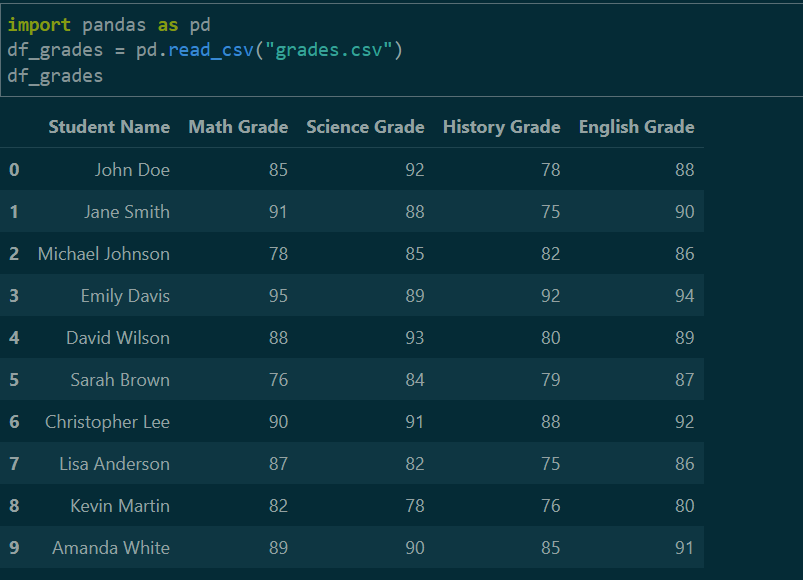 import pandas as pd
df_grades = pd.read_csv("grades.csv")
df_grades
Student Name Math Grade Science Grade History Grade English Grade
0 John Doe 85 92 78 88
1 Jane Smith 91 88 75 90
2 Michael Johnson 78 85 82 86
3 Emily Davis 95 89 92 94
4 David Wilson 88 93 80 89
5 Sarah Brown 76 84 79 87
6 Christopher Lee 90 91 88 92
7 Lisa Anderson 87 82 75 86
8 Kevin Martin 82 78 76 80
9 Amanda White 89 90 85 91